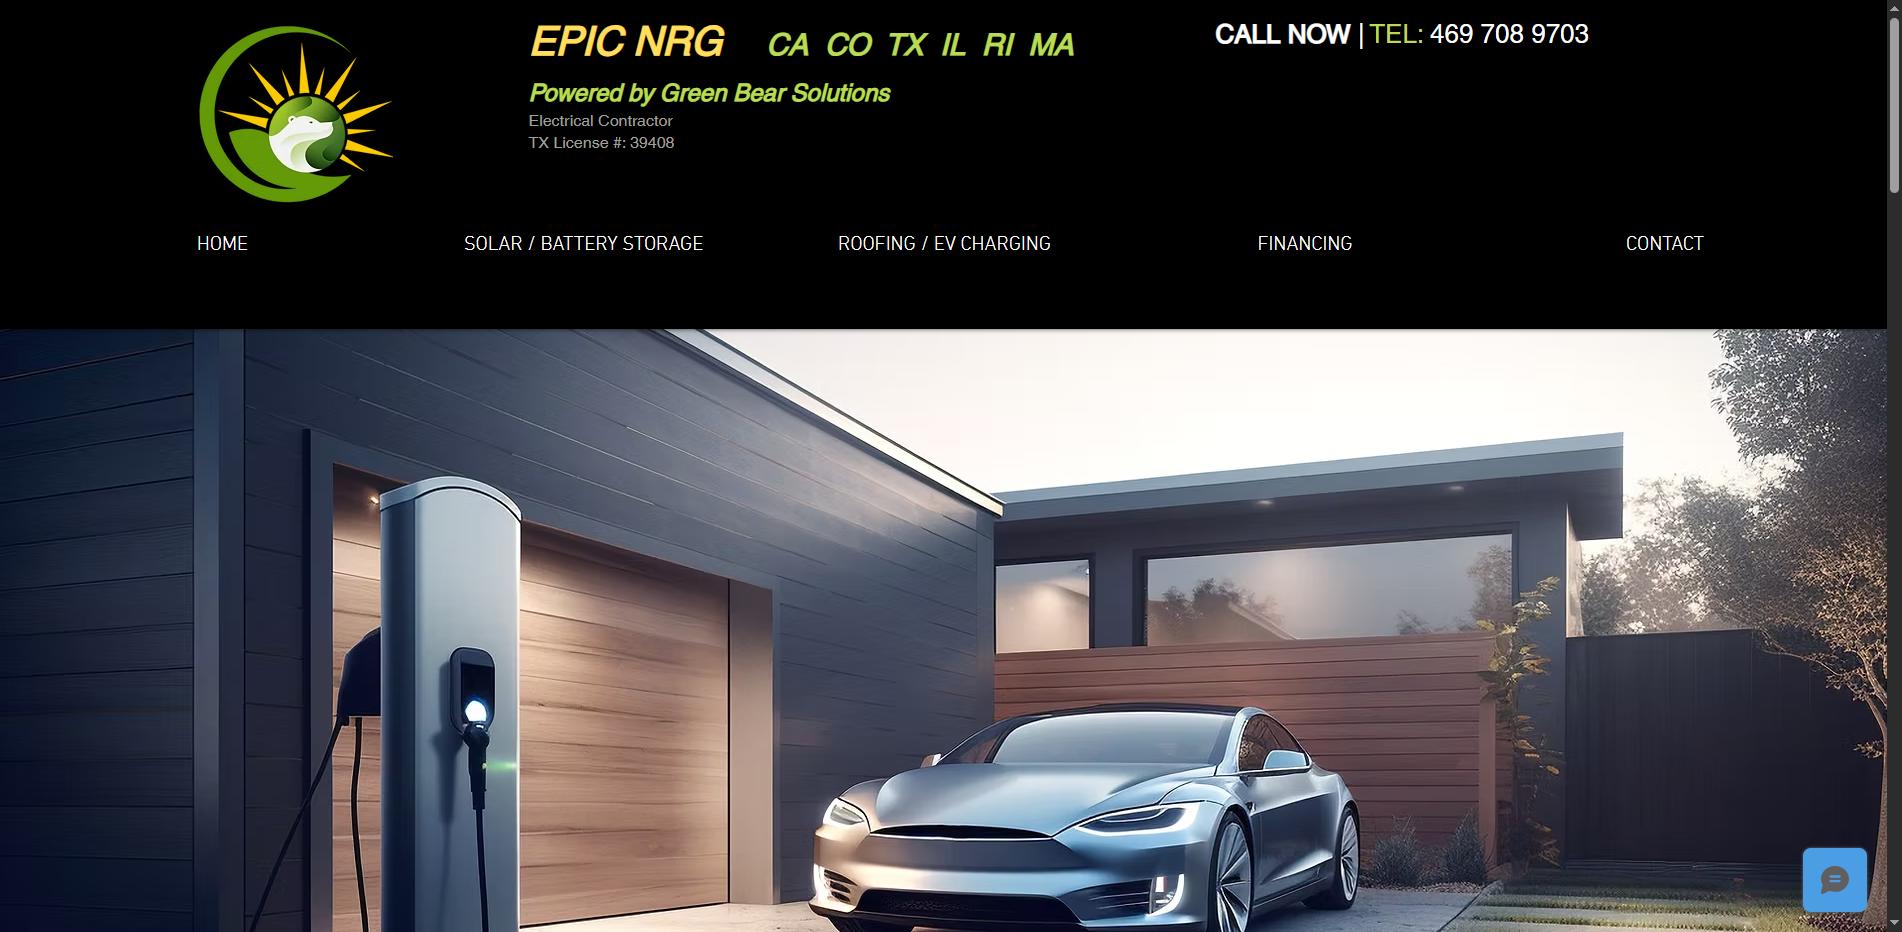 EPIC NRG CA CO TX IL RI MA
CALL NOW | TEL: 469 708 9703
Powered by Green Bear Solutions
Electrical Contractor
TX License #: 39408
HOME
SOLAR / BATTERY STORAGE
ROOFING / EV CHARGING
FINANCING
CONTACT